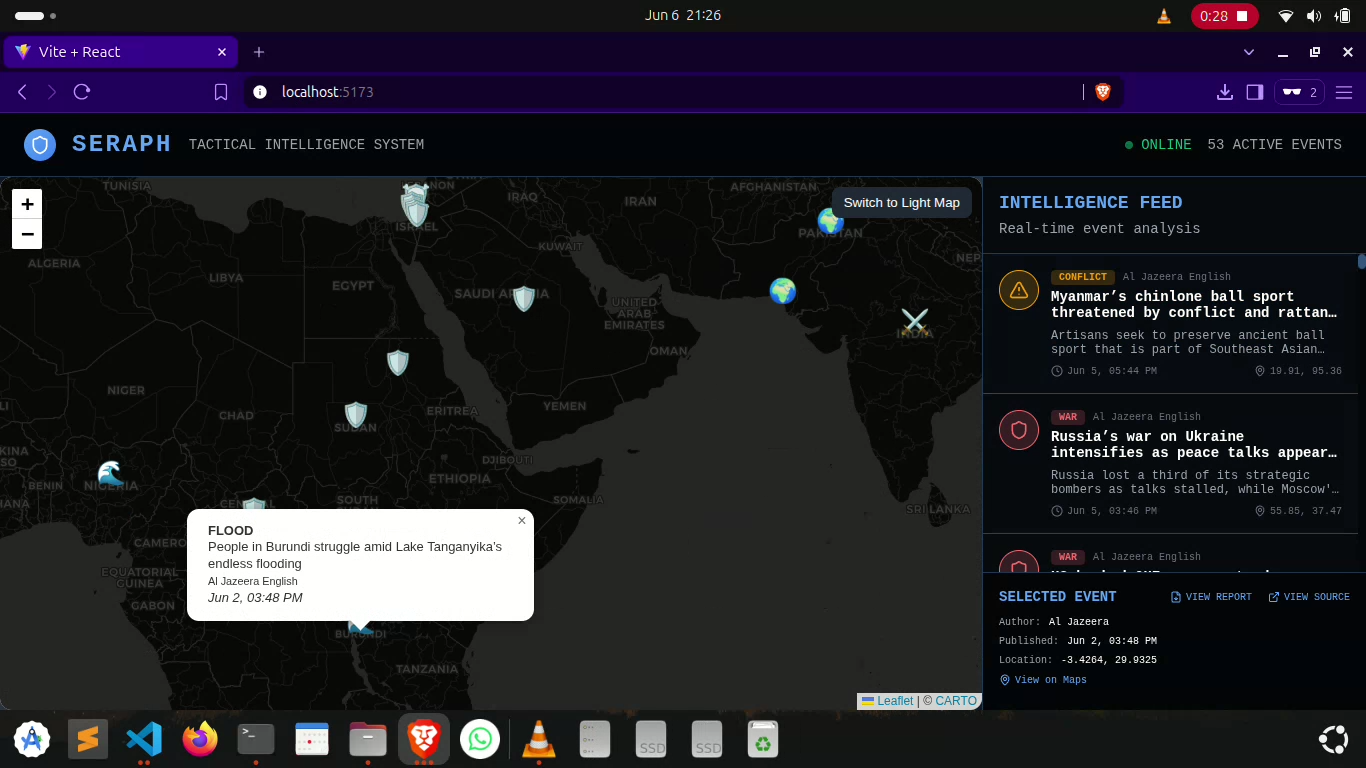 Jun 6 21:26
0:28
Vite + React
localhost:5173
2
SERAPH TACTICAL INTELLIGENCE SYSTEM
ONLINE 53 ACTIVE EVENTS
+
−
Switch to Light Map
TUNISIA
ISRAEL
IRAQ
IRAN
AFGHANISTAN
PAKISTAN
KUWAIT
ALGERIA
LIBYA
EGYPT
SAUDI ARABIA
UNITED
ARAB
EMIRATES
OMAN
INDIA
NIGER
CHAD
SUDAN
ERITREA
YEMEN
DJIBOUTI
BENIN
NIGERIA
ETHIOPIA
SOUTH
SOMALIA
SRI LANKA
EQUATORIAL
GUINEA
GABON
BURUNDI
TANZANIA
FLOOD
People in Burundi struggle amid Lake Tanganyika's
endless flooding
Al Jazeera English
Jun 2, 03:48 PM
Leaflet | © CARTO
INTELLIGENCE FEED
Real-time event analysis
CONFLICT Al Jazeera English
Myanmar’s chinlone ball sport
threatened by conflict and rattan…
Artisans seek to preserve ancient ball
sport that is part of Southeast Asian…
Jun 5, 05:44 PM 19.91, 95.36
WAR Al Jazeera English
Russia’s war on Ukraine
intensifies as peace talks appear…
Russia lost a third of its strategic
bombers as talks stalled, while Moscow'…
Jun 5, 03:46 PM 55.85, 37.47
WAR Al Jazeera English
SELECTED EVENT VIEW REPORT VIEW SOURCE
Author: Al Jazeera
Published: Jun 2, 03:48 PM
Location: -3.4264, 29.9325
View on Maps
SSD
SSD